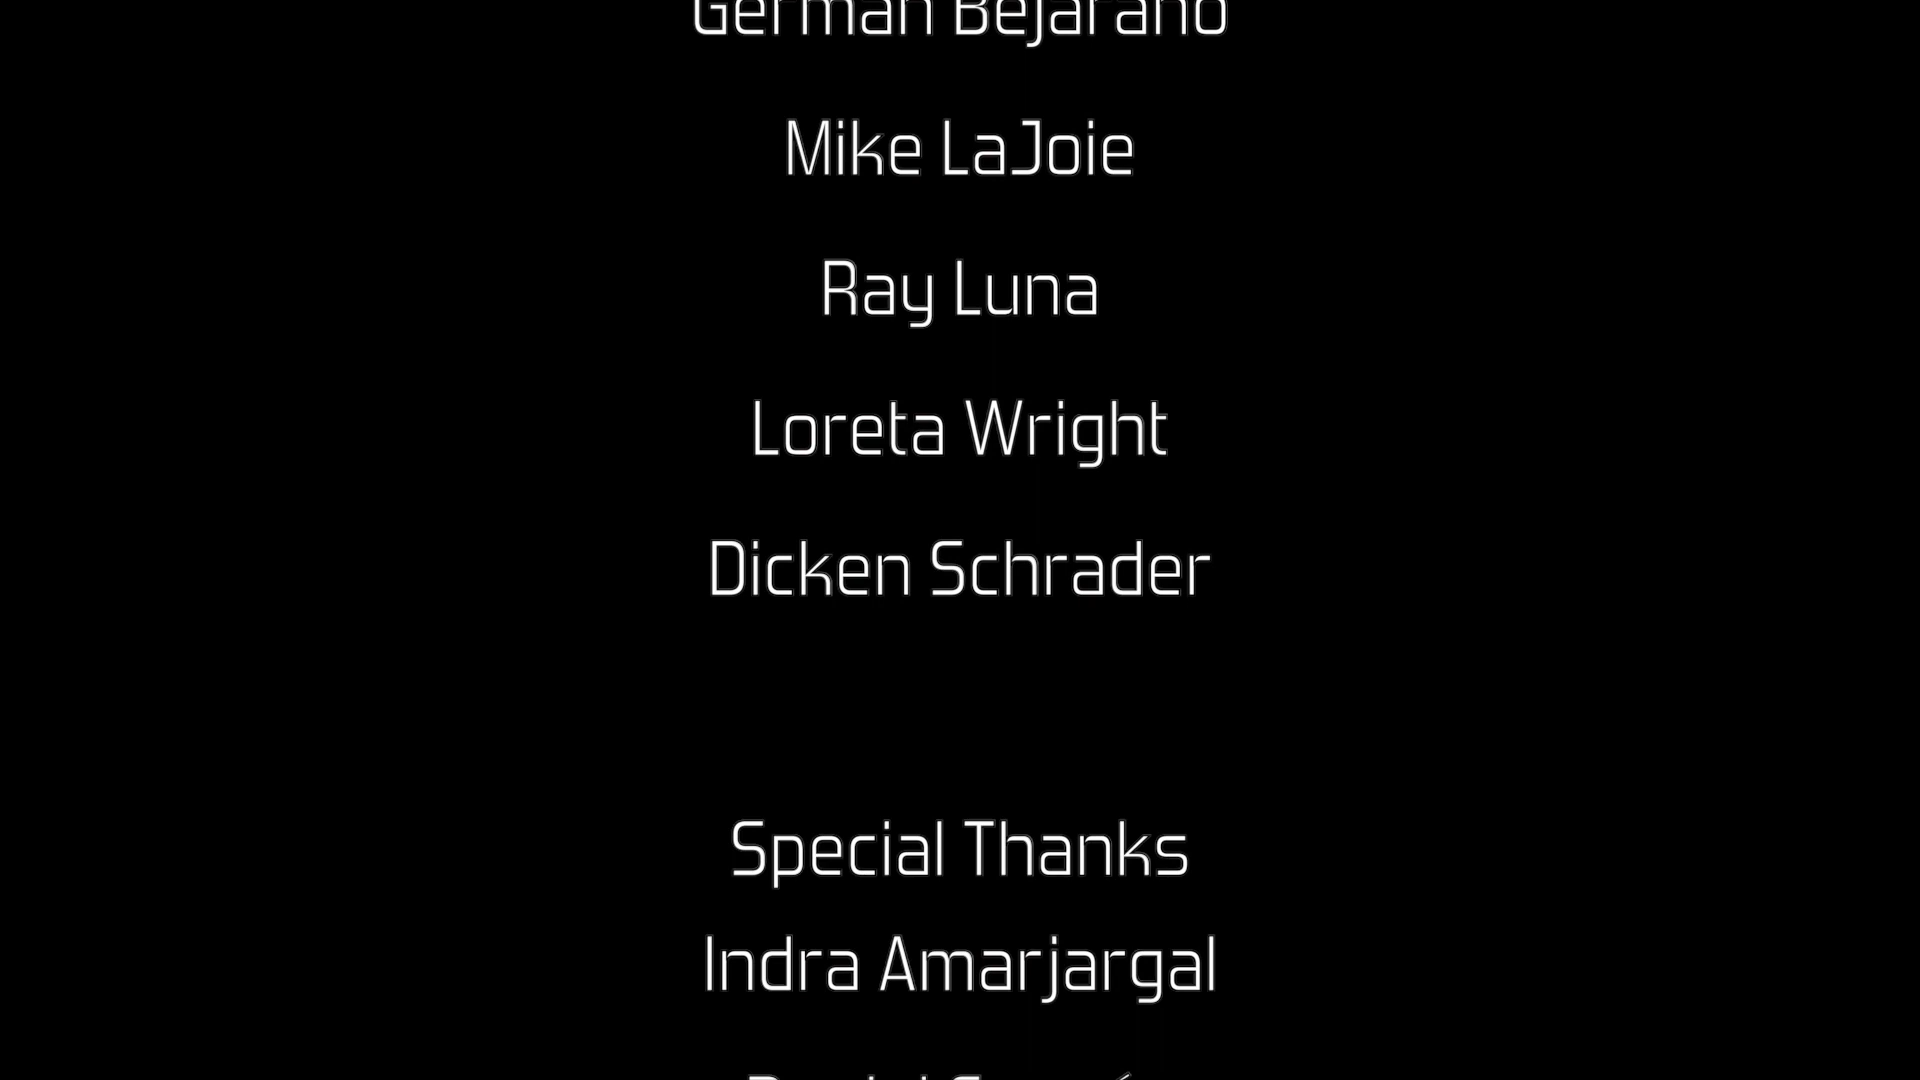 German Bejarano
Mike LaJoie
Ray Luna
Loreta Wright
Dicken Schrader
Special Thanks
Indra Amarjargal